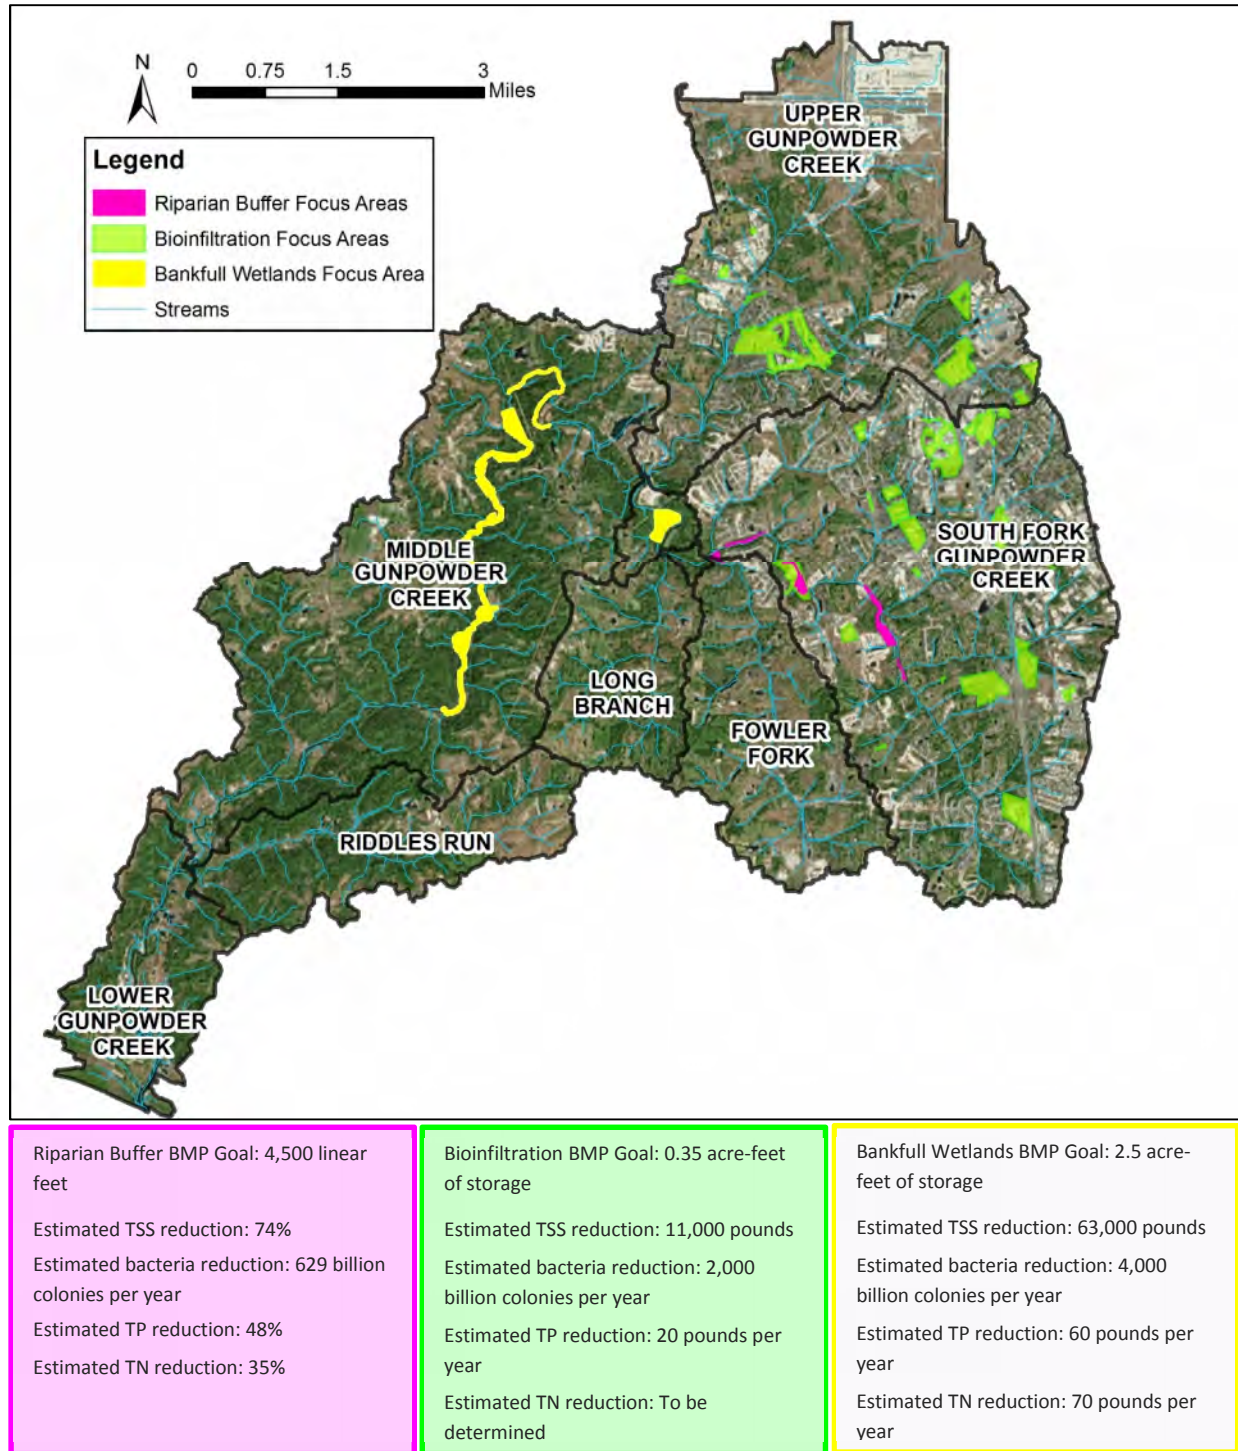 N
0 0.75 1.5 3
Miles
Legend
Riparian Buffer Focus Areas
Bioinfiltration Focus Areas
Bankfull Wetlands Focus Area
Streams
UPPER
GUNPOWDER
CREEK
SOUTH FORK
GUNPOWDER
CREEK
MIDDLE
GUNPOWDER
CREEK
LONG
BRANCH
FOWLER
FORK
RIDDLES RUN
LOWER
GUNPOWDER
CREEK
Riparian Buffer BMP Goal: 4,500 linear
feet
Estimated TSS reduction: 74%
Estimated bacteria reduction: 629 billion
colonies per year
Estimated TP reduction: 48%
Estimated TN reduction: 35%
Bioinfiltration BMP Goal: 0.35 acre-feet
of storage
Estimated TSS reduction: 11,000 pounds
Estimated bacteria reduction: 2,000
billion colonies per year
Estimated TP reduction: 20 pounds per
year
Estimated TN reduction: To be
determined
Bankfull Wetlands BMP Goal: 2.5 acre-
feet of storage
Estimated TSS reduction: 63,000 pounds
Estimated bacteria reduction: 4,000
billion colonies per year
Estimated TP reduction: 60 pounds per
year
Estimated TN reduction: 70 pounds per
year